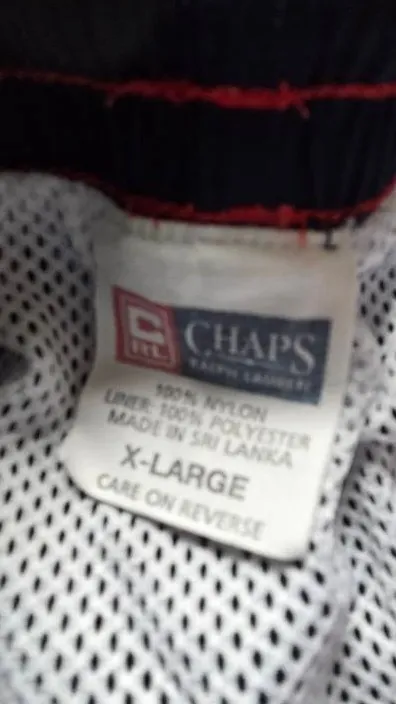 C
RL
CHAPS
RALPH LAUREN
100% NYLON
LINER: 100% POLYESTER
MADE IN SRI LANKA
X-LARGE
CARE ON REVERSE